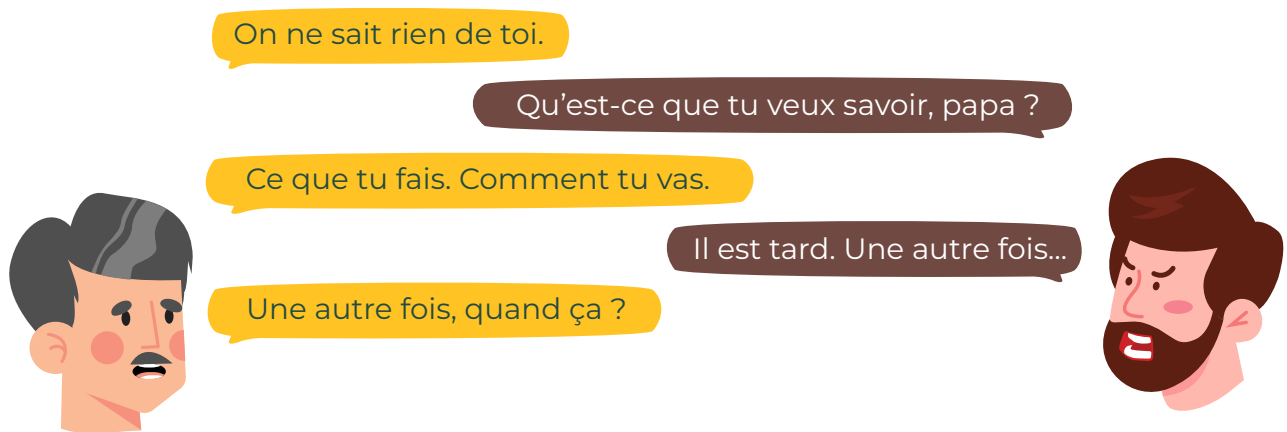 On ne sait rien de toi.
Qu’est-ce que tu veux savoir, papa ?
Ce que tu fais. Comment tu vas.
Il est tard. Une autre fois...
Une autre fois, quand ça ?